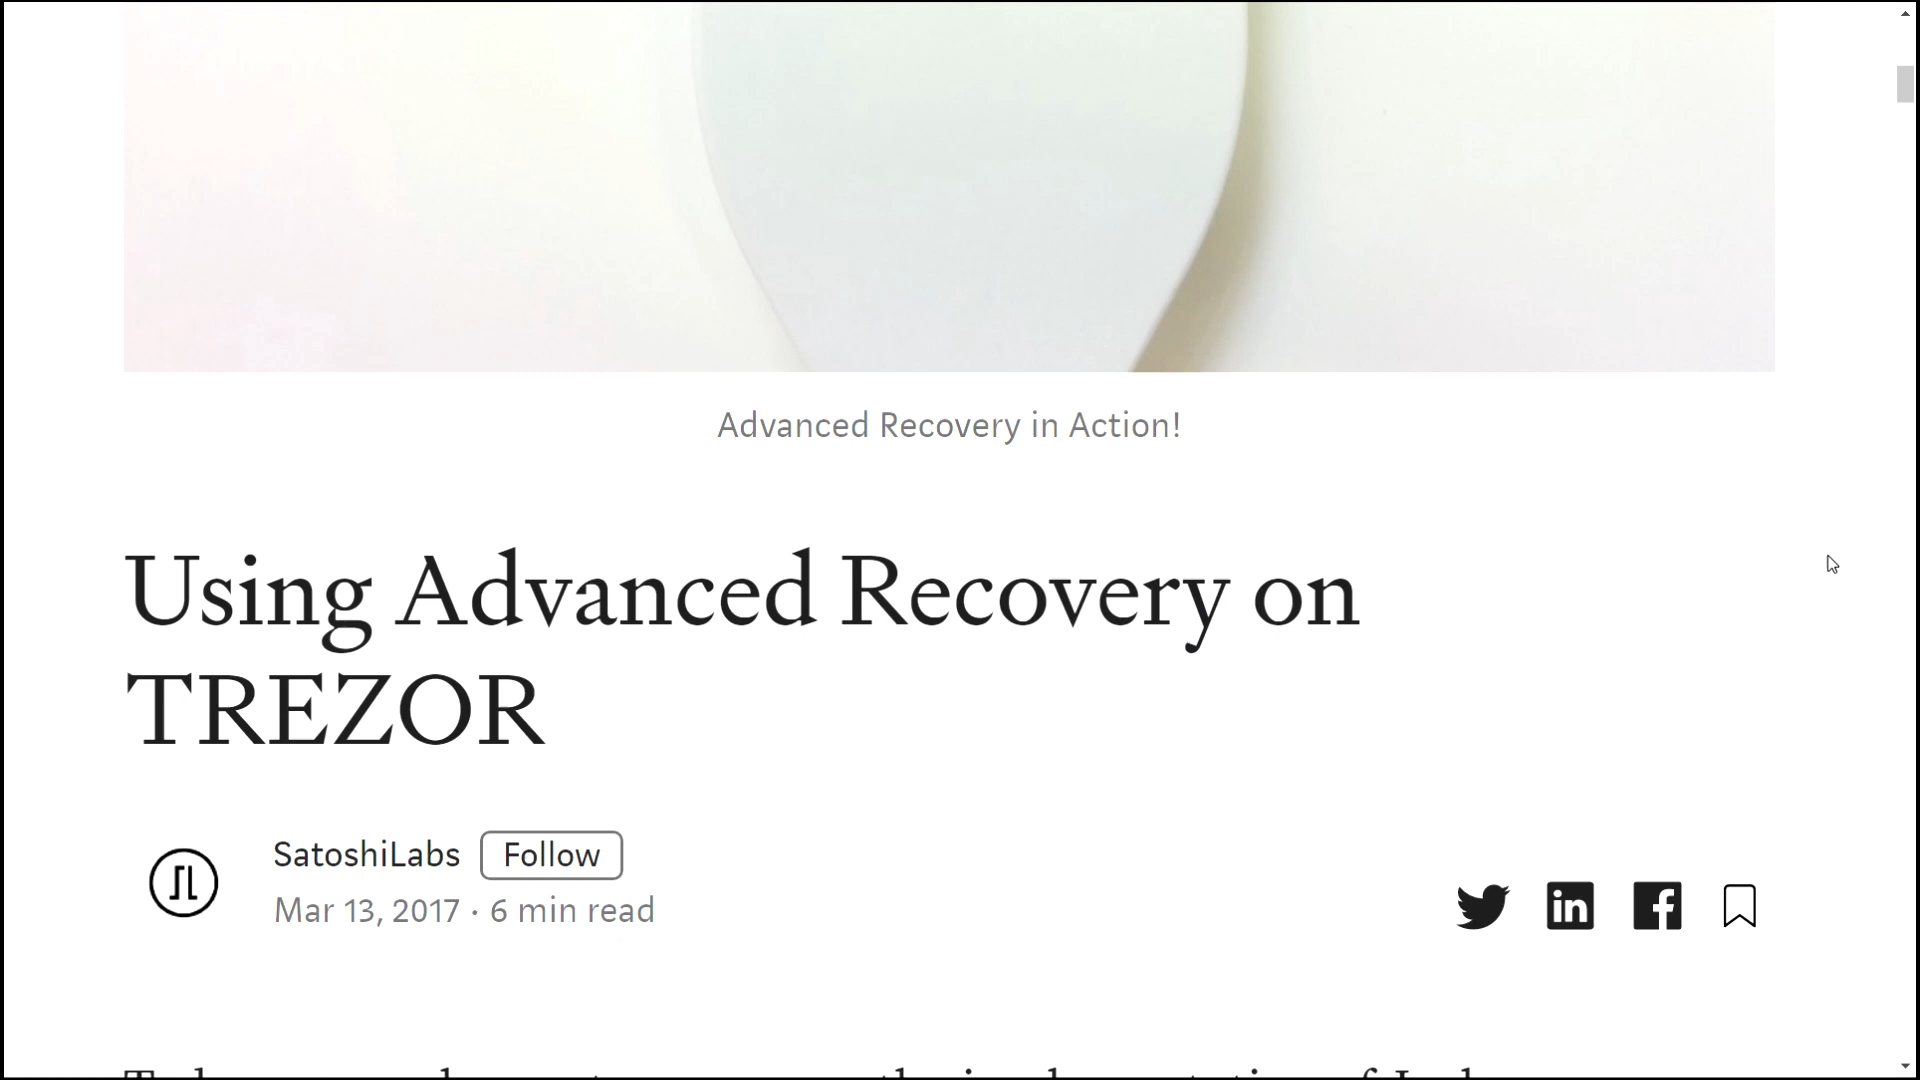 Advanced Recovery in Action!
Using Advanced Recovery on
TREZOR
SatoshiLabs Follow
Mar 13, 2017 · 6 min read